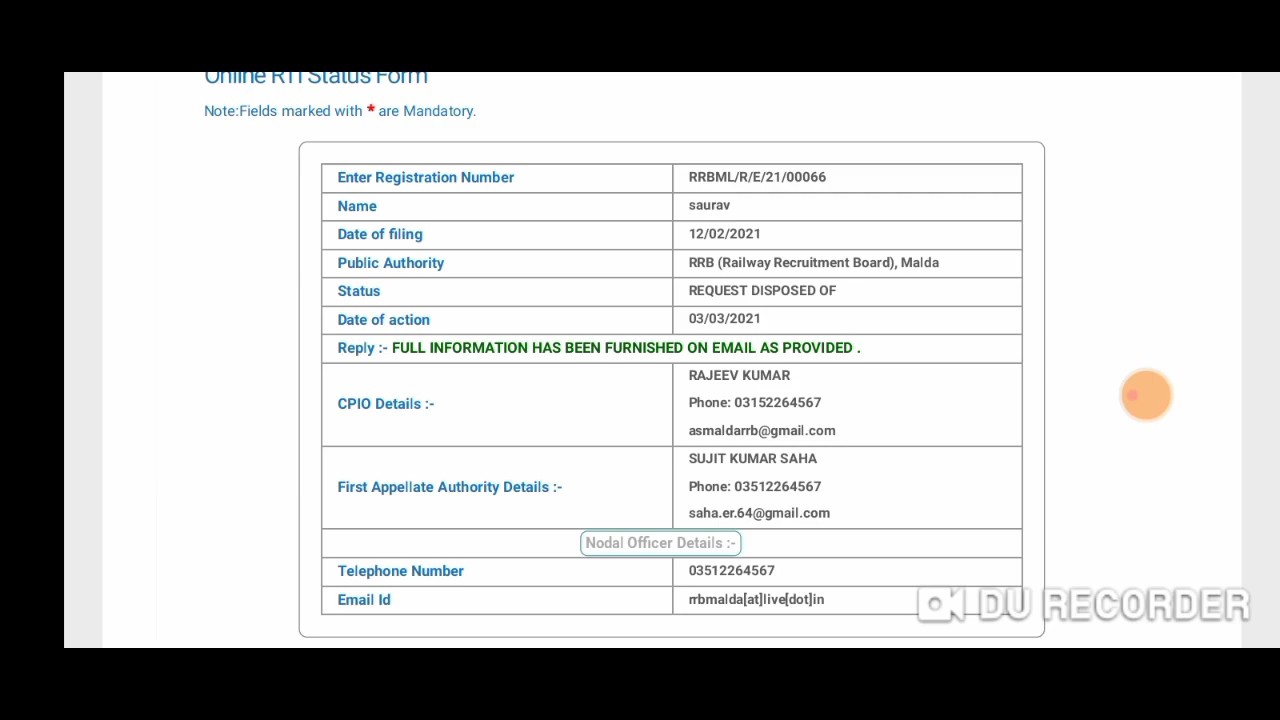 Online RTI Status Form
Note:Fields marked with * are Mandatory.
Enter Registration Number RRBML/R/E/21/00066
Name saurav
Date of filing 12/02/2021
Public Authority RRB (Railway Recruitment Board), Malda
Status REQUEST DISPOSED OF
Date of action 03/03/2021
Reply :- FULL INFORMATION HAS BEEN FURNISHED ON EMAIL AS PROVIDED .
CPIO Details :- RAJEEV KUMAR
Phone: 03152264567
asmaldarrb@gmail.com
First Appellate Authority Details :- SUJIT KUMAR SAHA
Phone: 03512264567
saha.er.64@gmail.com
Nodal Officer Details :-
Telephone Number 03512264567
Email Id rrbmalda[at]live[dot]in
DU RECORDER